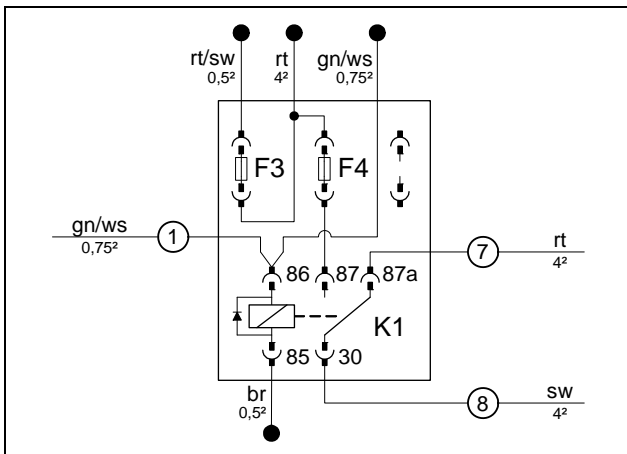 rt/sw
0,5²
rt
4²
gn/ws
0,75²
F3
F4
gn/ws
0,75²
1
86
87
87a
7
rt
4²
K1
85
30
br
0,5²
8
sw
4²